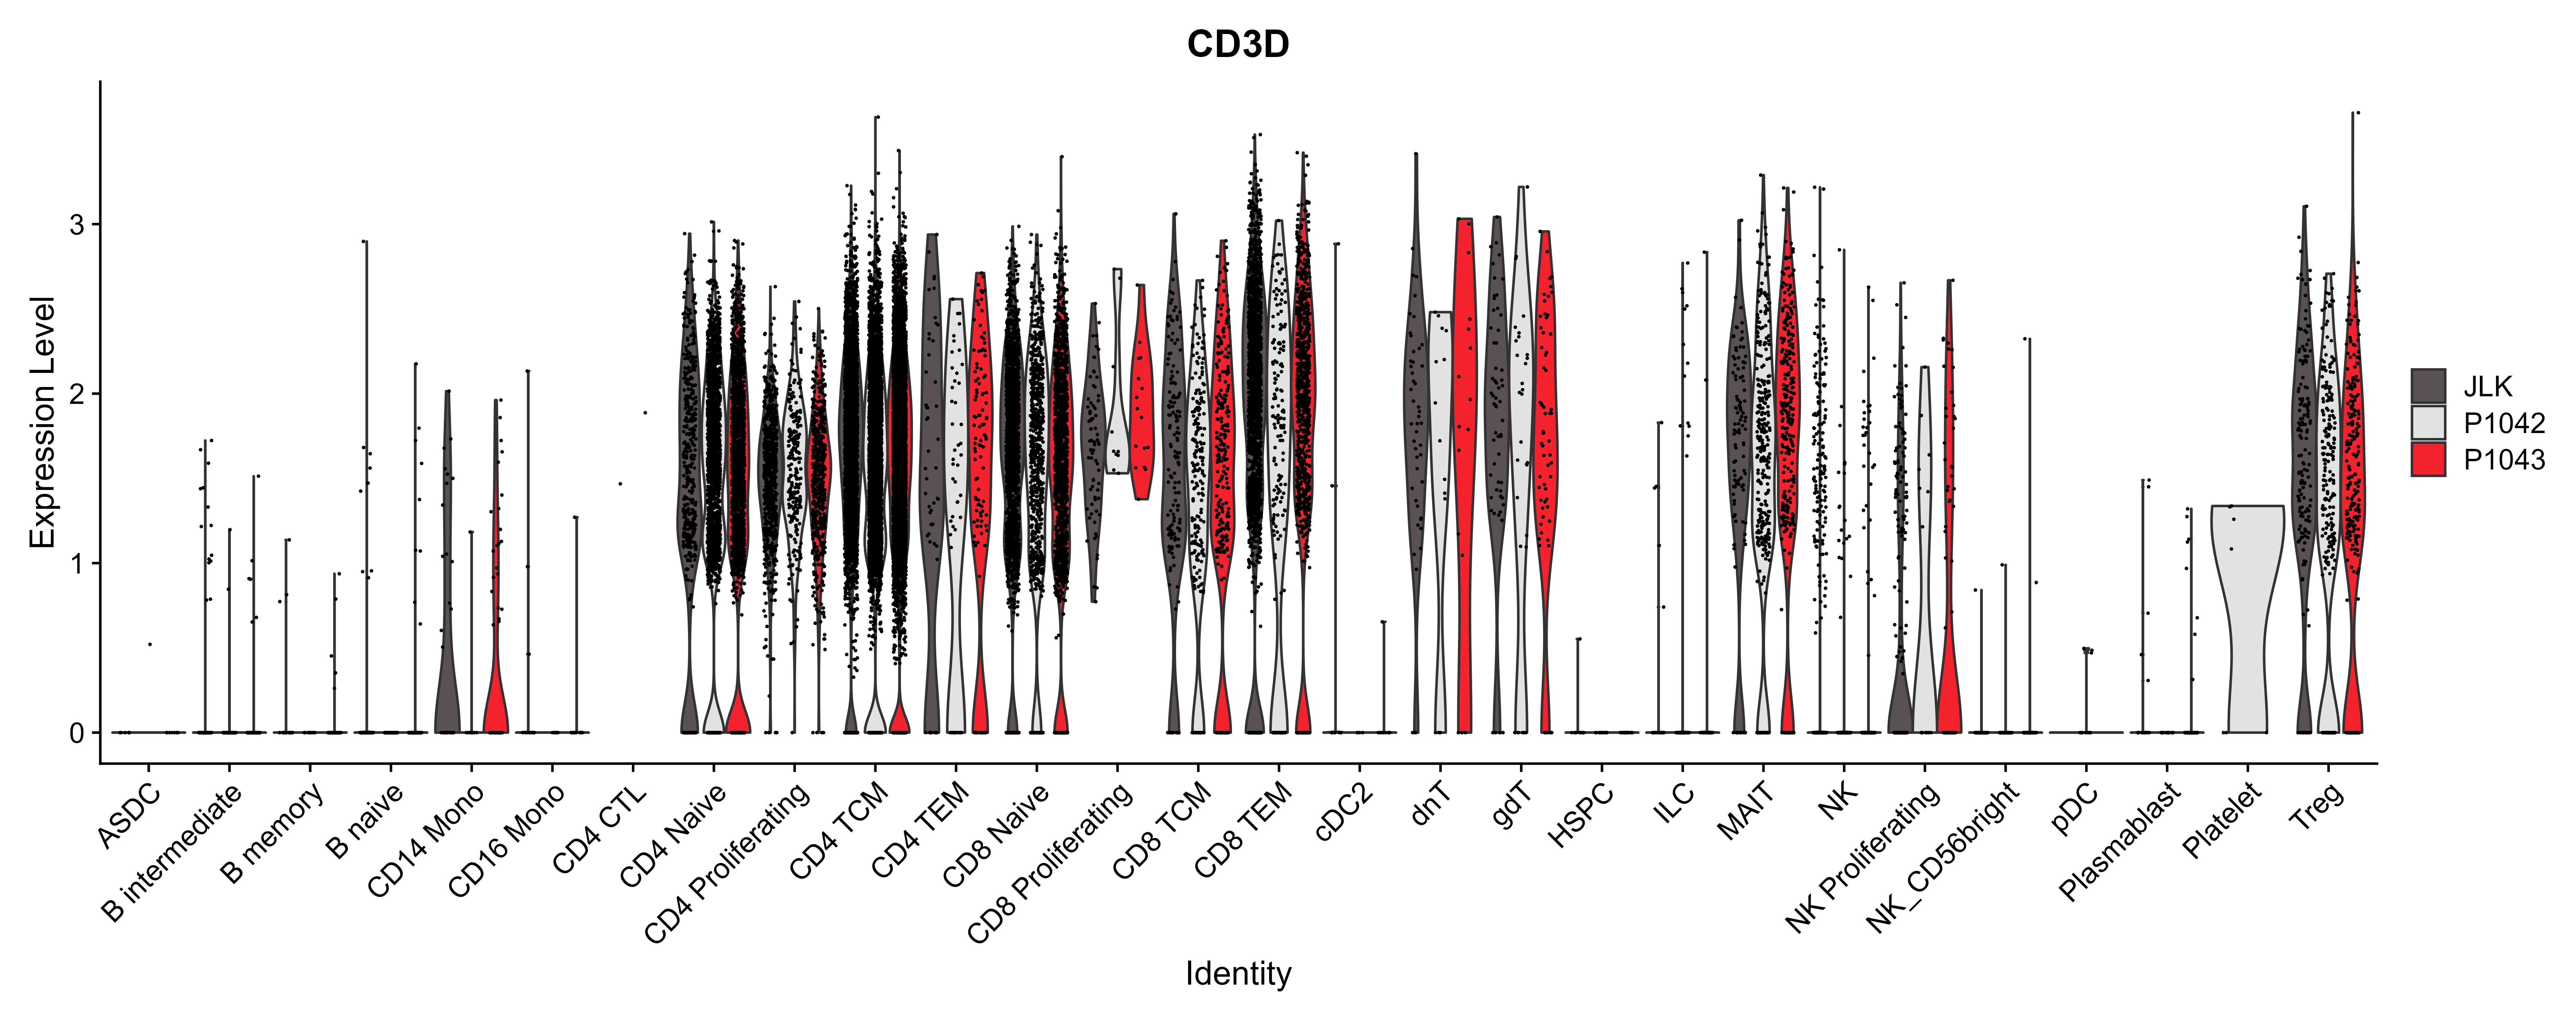 CD3D
Expression Level
3
2
1
0
ASDC
B intermediate
B memory
B naive
CD14 Mono
CD16 Mono
CD4 CTL
CD4 Naive
CD4 Proliferating
CD4 TCM
CD4 TEM
CD8 Naive
CD8 Proliferating
CD8 TCM
CD8 TEM
cDC2
dnT
gdT
HSPC
ILC
MAIT
NK
NK Proliferating
NK_CD56bright
pDC
Plasmablast
Platelet
Treg
Identity
JLK
P1042
P1043